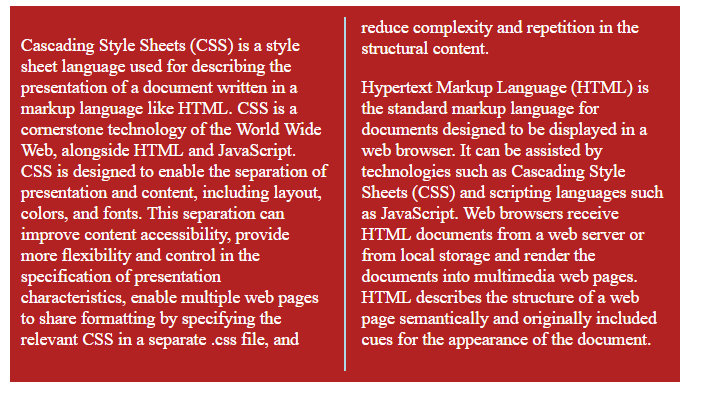 Cascading Style Sheets (CSS) is a style
sheet language used for describing the
presentation of a document written in a
markup language like HTML. CSS is a
cornerstone technology of the World Wide
Web, alongside HTML and JavaScript.
CSS is designed to enable the separation of
presentation and content, including layout,
colors, and fonts. This separation can
improve content accessibility, provide
more flexibility and control in the
specification of presentation
characteristics, enable multiple web pages
to share formatting by specifying the
relevant CSS in a separate .css file, and
reduce complexity and repetition in the
structural content.
Hypertext Markup Language (HTML) is
the standard markup language for
documents designed to be displayed in a
web browser. It can be assisted by
technologies such as Cascading Style
Sheets (CSS) and scripting languages such
as JavaScript. Web browsers receive
HTML documents from a web server or
from local storage and render the
documents into multimedia web pages.
HTML describes the structure of a web
page semantically and originally included
cues for the appearance of the document.